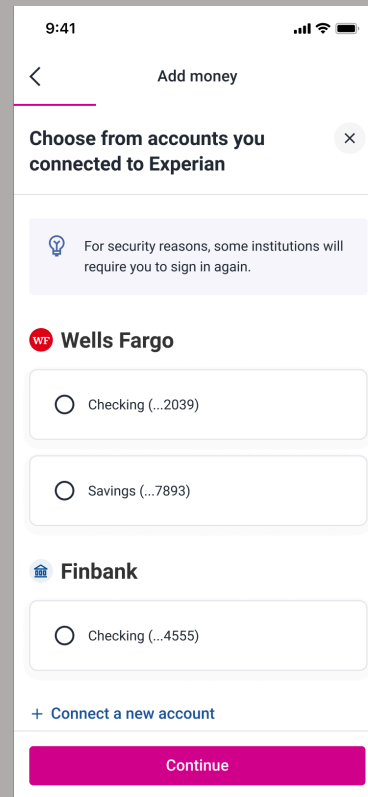 9:41
Add money
Choose from accounts you
connected to Experian
For security reasons, some institutions will
require you to sign in again.
WF Wells Fargo
Checking (...2039)
Savings (...7893)
Finbank
Checking (...4555)
+ Connect a new account
Continue